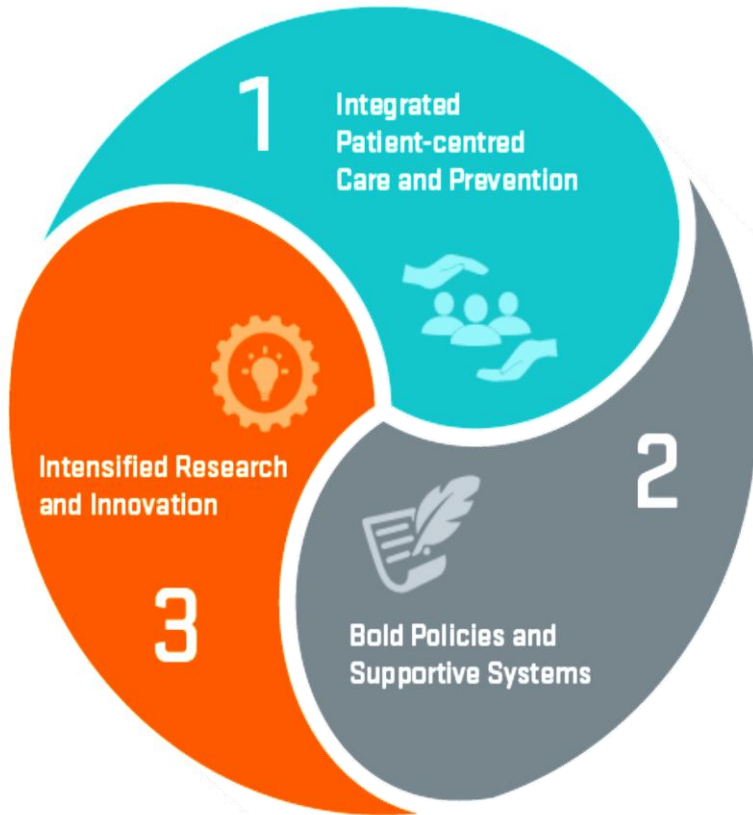 1
Integrated
Patient-centred
Care and Prevention
2
Bold Policies and
Supportive Systems
3
Intensified Research
and Innovation